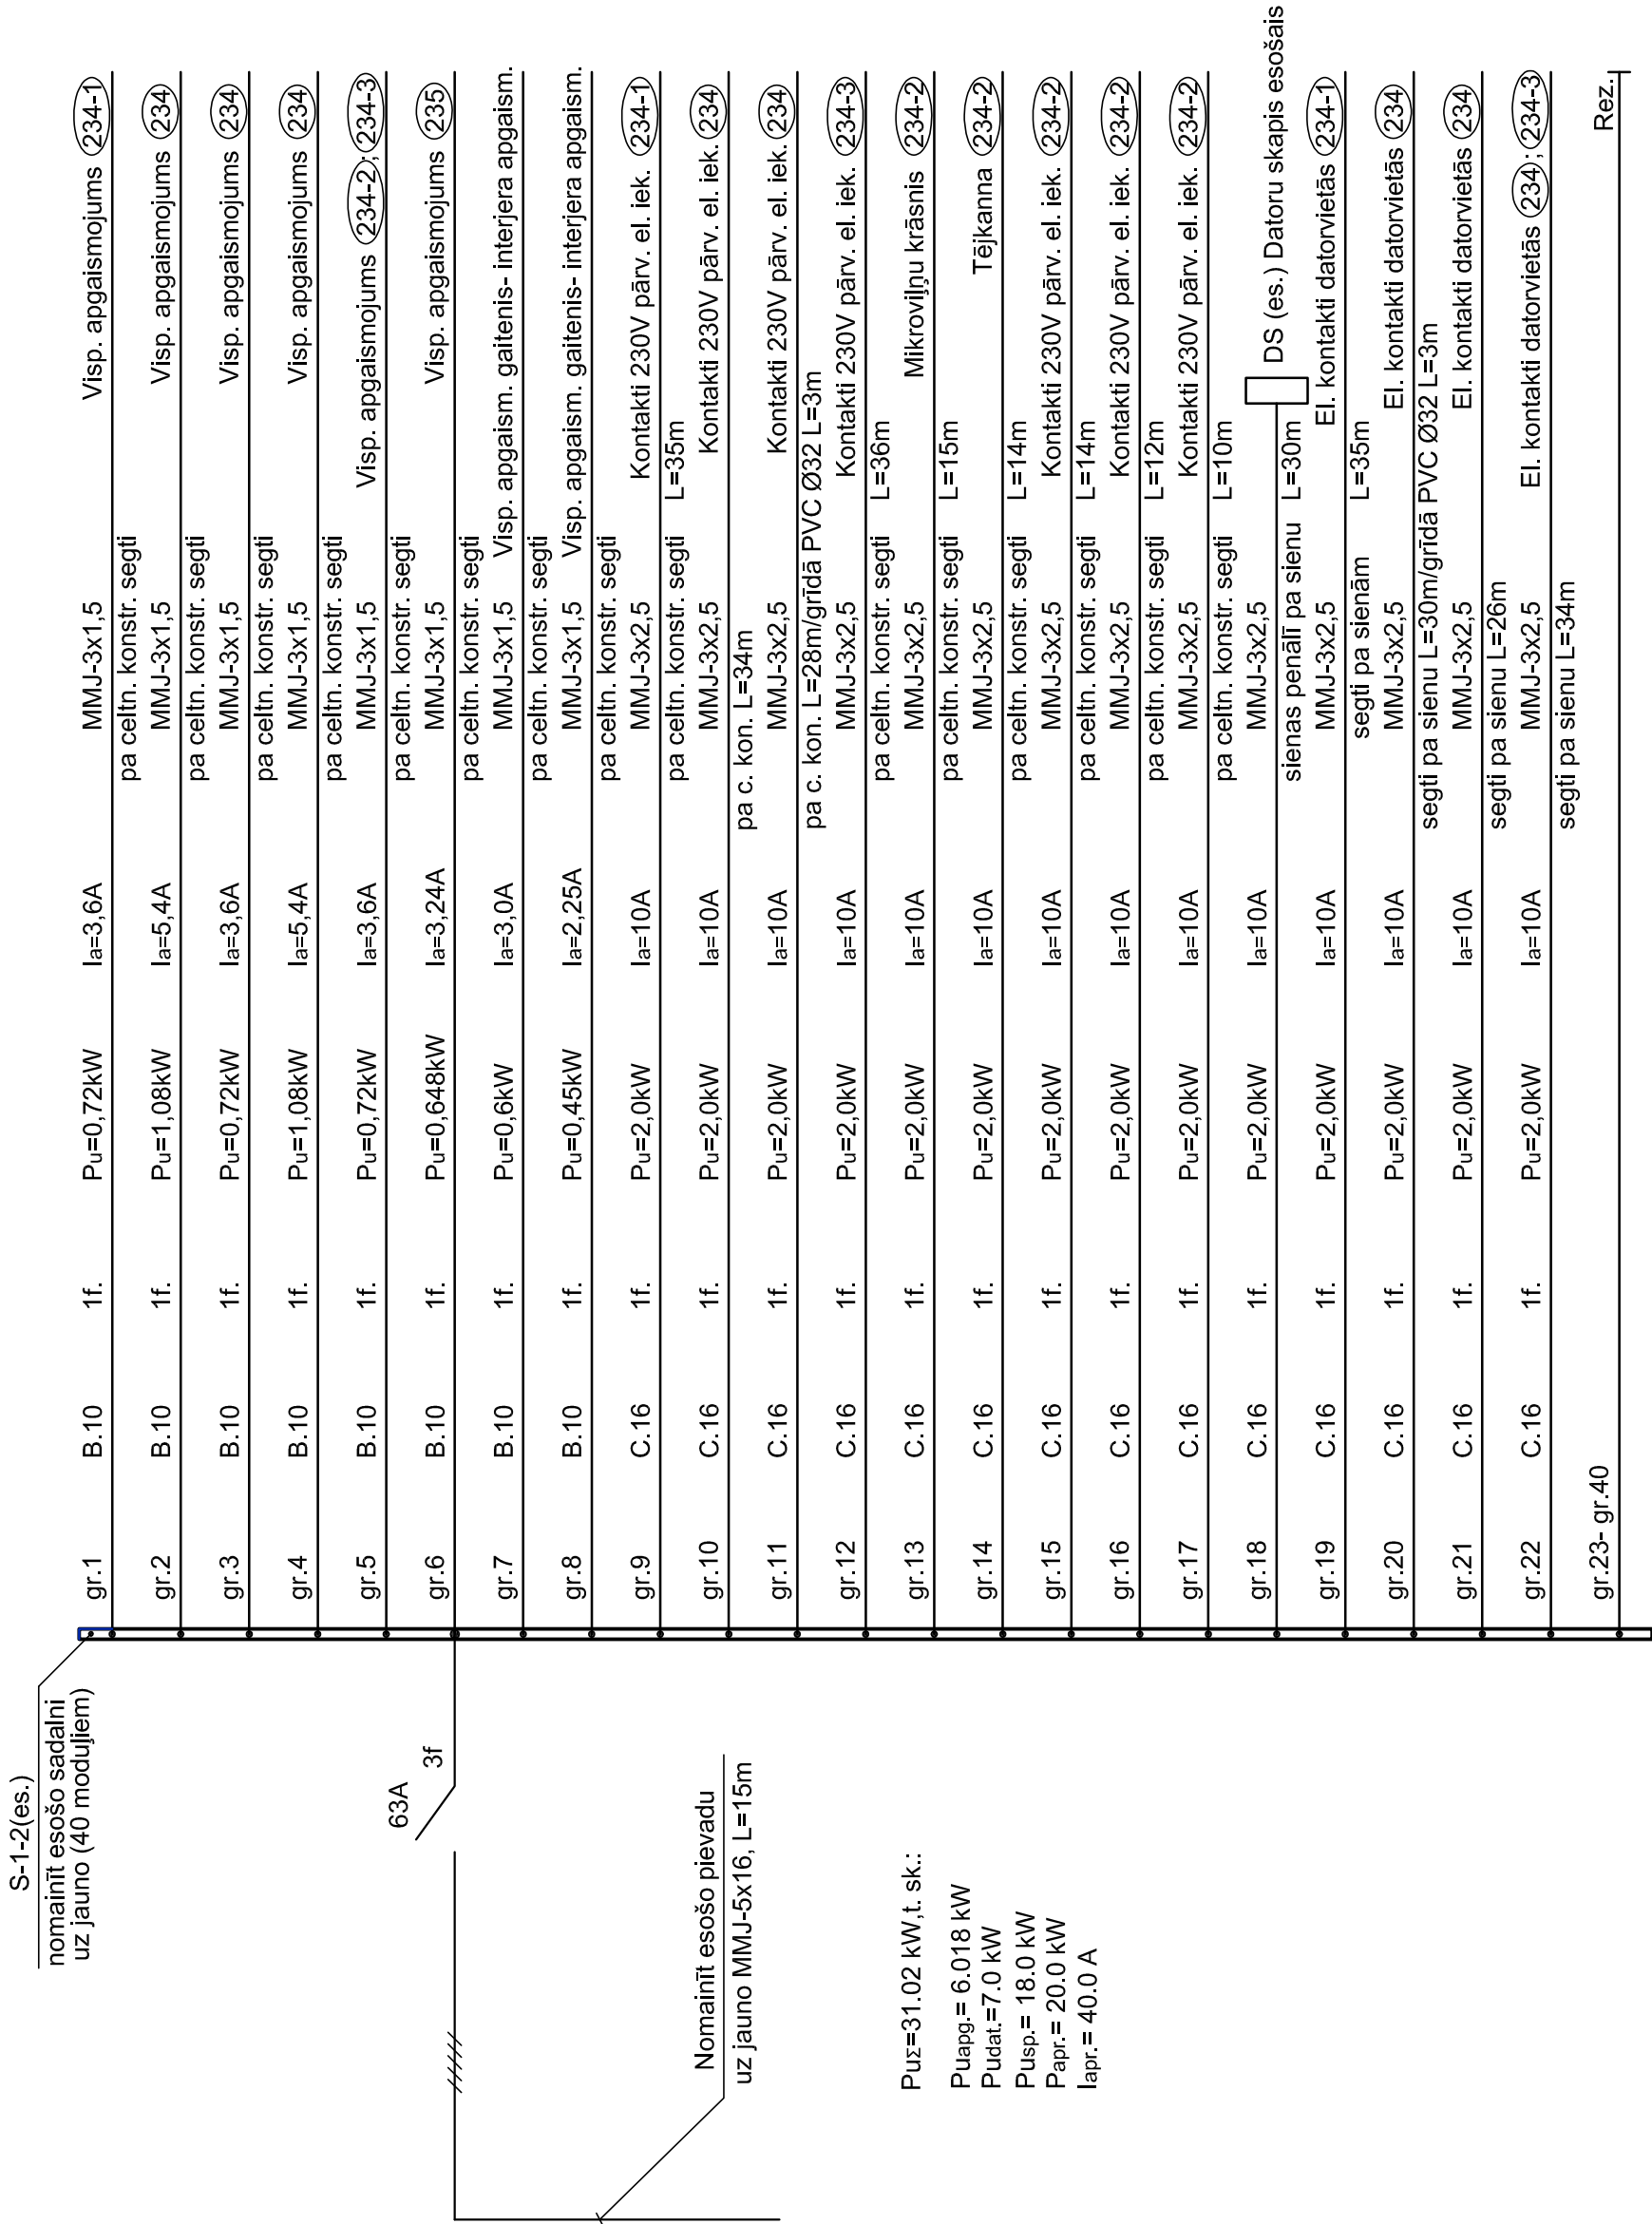 S-1-2(es.)
nomainīt esošo sadalni
uz jauno (40 moduļiem)
63A
3f
Nomainīt esošo pievadu
uz jauno MMJ-5x16, L=15m
PuΣ=31.02 kW,t. sk.:
Puapg.= 6.018 kW
Pudat.=7.0 kW
Pusp.= 18.0 kW
Papr.= 20.0 kW
Iapr.= 40.0 A
gr.1 B.10 1f. Pu=0,72kW Ia=3,6A MMJ-3x1,5 Visp. apgaismojums 234-1
pa celtn. konstr. segti
gr.2 B.10 1f. Pu=1,08kW Ia=5,4A MMJ-3x1,5 Visp. apgaismojums 234
pa celtn. konstr. segti
gr.3 B.10 1f. Pu=0,72kW Ia=3,6A MMJ-3x1,5 Visp. apgaismojums 234
pa celtn. konstr. segti
gr.4 B.10 1f. Pu=1,08kW Ia=5,4A MMJ-3x1,5 Visp. apgaismojums 234
pa celtn. konstr. segti
gr.5 B.10 1f. Pu=0,72kW Ia=3,6A MMJ-3x1,5 Visp. apgaismojums 234-2; 234-3
pa celtn. konstr. segti
gr.6 B.10 1f. Pu=0,648kW Ia=3,24A MMJ-3x1,5 Visp. apgaismojums 235
pa celtn. konstr. segti
gr.7 B.10 1f. Pu=0,6kW Ia=3,0A MMJ-3x1,5 Visp. apgaism. gaitenis- interjera apgaism.
pa celtn. konstr. segti
gr.8 B.10 1f. Pu=0,45kW Ia=2,25A MMJ-3x1,5 Visp. apgaism. gaitenis- interjera apgaism.
pa celtn. konstr. segti
gr.9 C.16 1f. Pu=2,0kW Ia=10A MMJ-3x2,5 Kontakti 230V pārv. el. iek. 234-1
pa celtn. konstr. segti L=35m
gr.10 C.16 1f. Pu=2,0kW Ia=10A MMJ-3x2,5 Kontakti 230V pārv. el. iek. 234
pa c. kon. L=34m
gr.11 C.16 1f. Pu=2,0kW Ia=10A MMJ-3x2,5 Kontakti 230V pārv. el. iek. 234
pa c. kon. L=28m/grīdā PVC Ø32 L=3m
gr.12 C.16 1f. Pu=2,0kW Ia=10A MMJ-3x2,5 Kontakti 230V pārv. el. iek. 234-3
pa celtn. konstr. segti L=36m
gr.13 C.16 1f. Pu=2,0kW Ia=10A MMJ-3x2,5 Mikroviļņu krāsnis 234-2
pa celtn. konstr. segti L=15m
gr.14 C.16 1f. Pu=2,0kW Ia=10A MMJ-3x2,5 Tējkanna 234-2
pa celtn. konstr. segti L=14m
gr.15 C.16 1f. Pu=2,0kW Ia=10A MMJ-3x2,5 Kontakti 230V pārv. el. iek. 234-2
pa celtn. konstr. segti L=14m
gr.16 C.16 1f. Pu=2,0kW Ia=10A MMJ-3x2,5 Kontakti 230V pārv. el. iek. 234-2
pa celtn. konstr. segti L=12m
gr.17 C.16 1f. Pu=2,0kW Ia=10A MMJ-3x2,5 Kontakti 230V pārv. el. iek. 234-2
pa celtn. konstr. segti L=10m
gr.18 C.16 1f. Pu=2,0kW Ia=10A MMJ-3x2,5 DS (es.) Datoru skapis esošais
sienas penālī pa sienu L=30m
gr.19 C.16 1f. Pu=2,0kW Ia=10A MMJ-3x2,5 El. kontakti datorvietās 234-1
segti pa sienām L=35m
gr.20 C.16 1f. Pu=2,0kW Ia=10A MMJ-3x2,5 El. kontakti datorvietās 234
segti pa sienu L=30m/grīdā PVC Ø32 L=3m
gr.21 C.16 1f. Pu=2,0kW Ia=10A MMJ-3x2,5 El. kontakti datorvietās 234
segti pa sienu L=26m
gr.22 C.16 1f. Pu=2,0kW Ia=10A MMJ-3x2,5 El. kontakti datorvietās 234; 234-3
segti pa sienu L=34m
gr.23- gr.40 Rez.